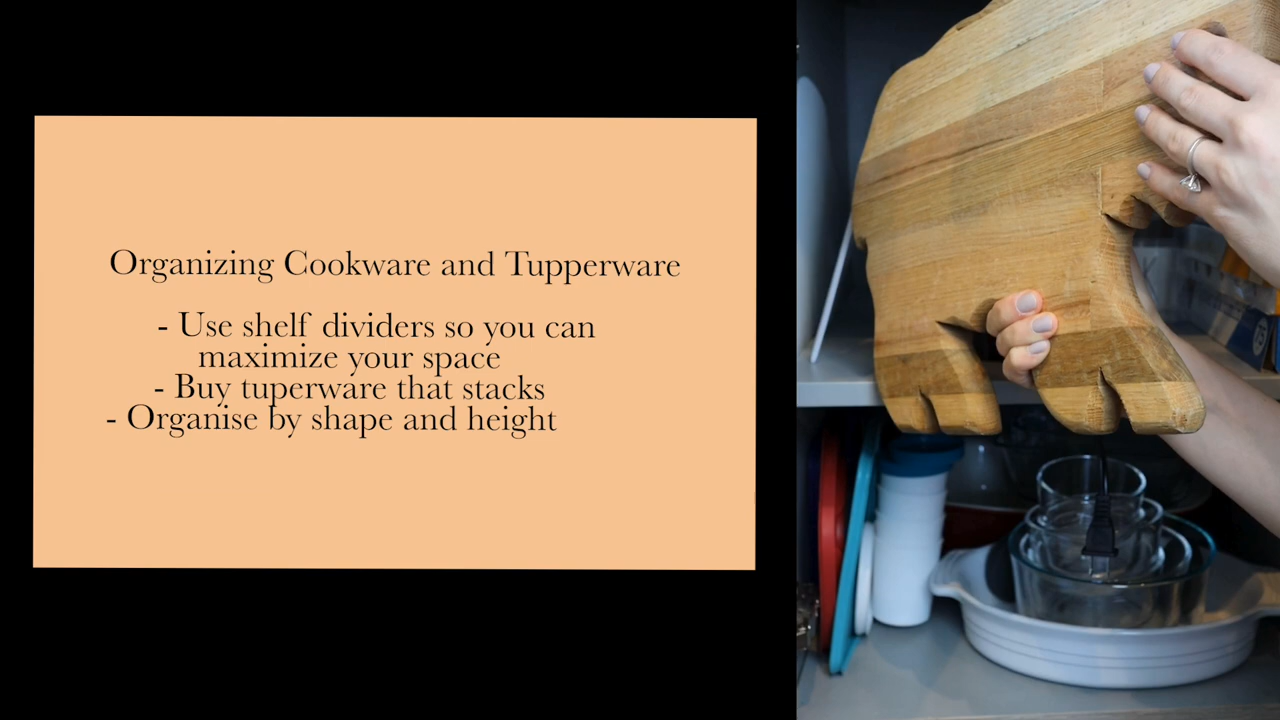 Organizing Cookware and Tupperware
- Use shelf dividers so you can
maximize your space
- Buy tuperware that stacks
- Organise by shape and height